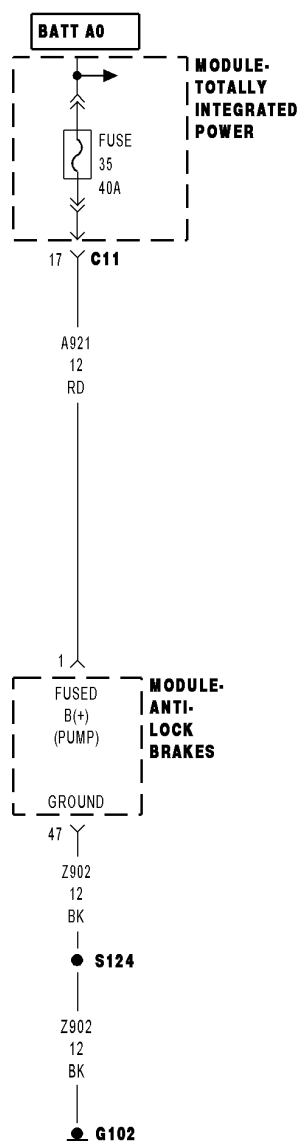 BATT A0
MODULE-
TOTALLY
INTEGRATED
POWER
FUSE
35
40A
17 C11
A921
12
RD
1
FUSED
B(+)
(PUMP)
MODULE-
ANTI-
LOCK
BRAKES
GROUND
47
Z902
12
BK
S124
Z902
12
BK
G102